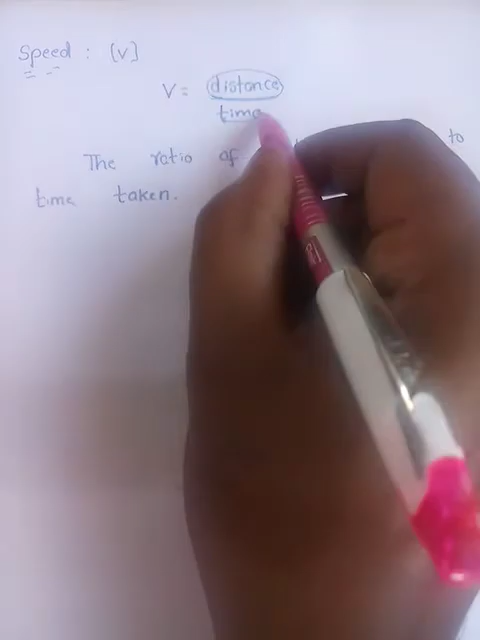 Speed : (v)
v = distance
time
The ratio of to
time taken.